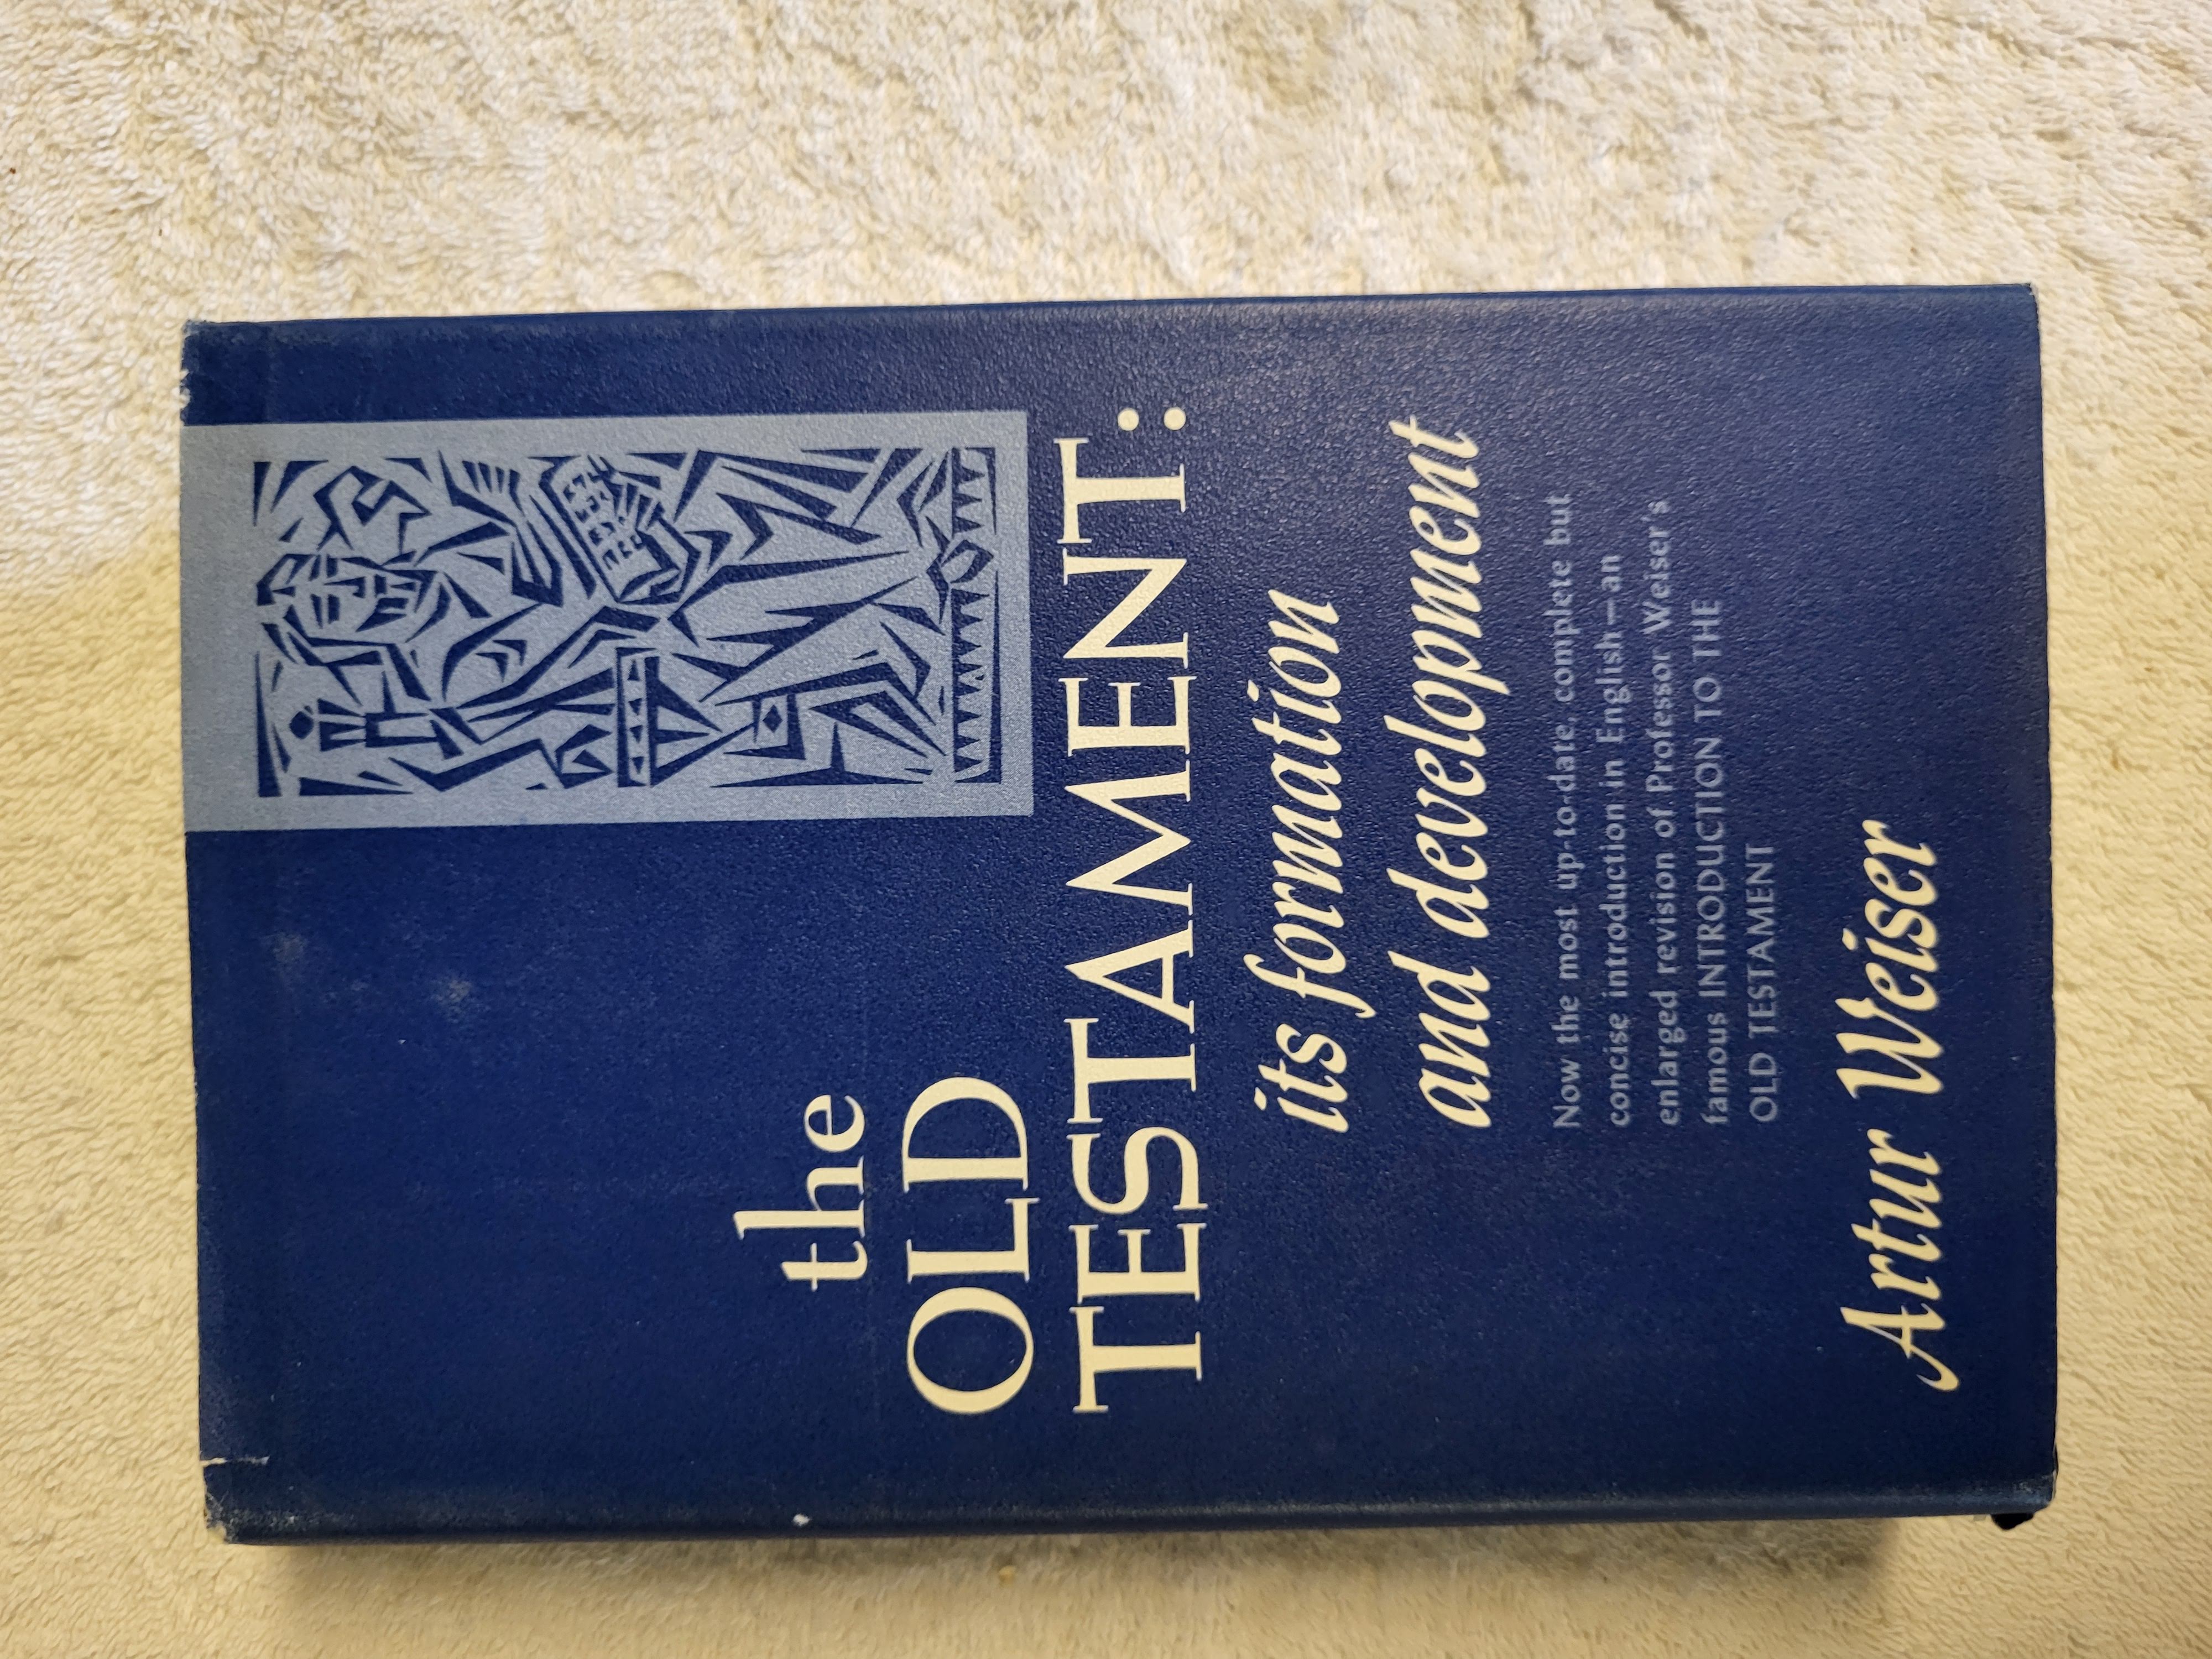 the
OLD
TESTAMENT:
its formation
and development
Now the most up-to-date, complete but
concise introduction in English—an
enlarged revision of Professor Weiser's
famous INTRODUCTION TO THE
OLD TESTAMENT
Artur Weiser